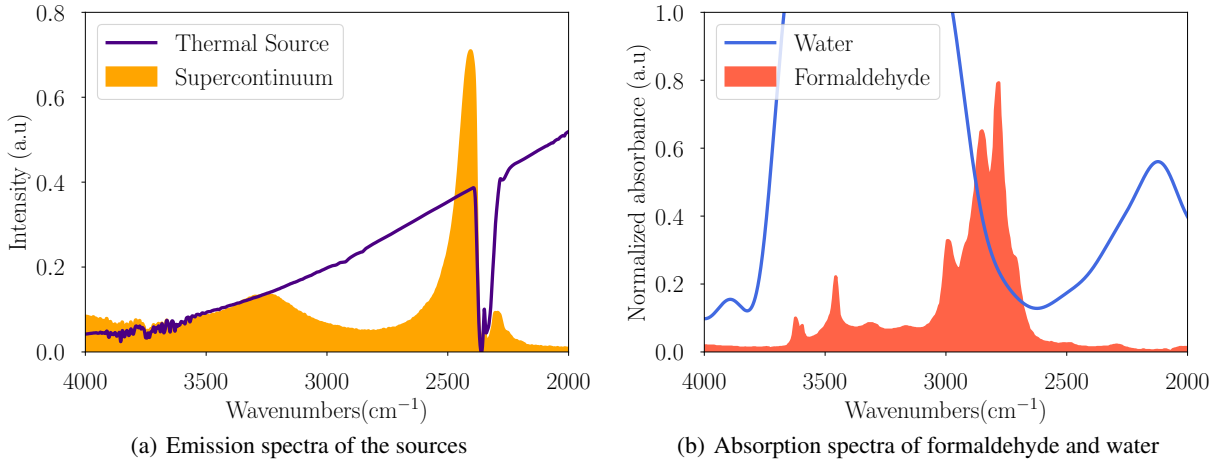 0.8
0.6
0.4
0.2
0.0
Intensity (a.u)
Thermal Source
Supercontinuum
4000 3500 3000 2500 2000
Wavenumbers(cm⁻¹)
(a) Emission spectra of the sources
1.0
0.8
0.6
0.4
0.2
0.0
Normalized absorbance (a.u)
Water
Formaldehyde
4000 3500 3000 2500 2000
Wavenumbers(cm⁻¹)
(b) Absorption spectra of formaldehyde and water